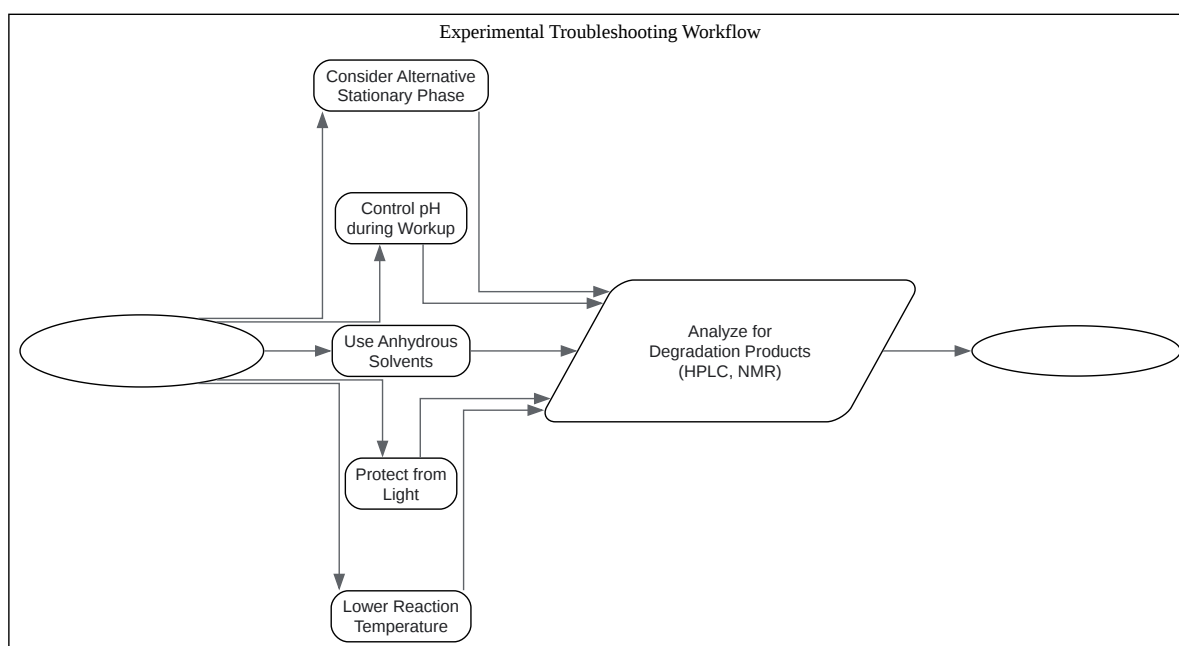 Experimental Troubleshooting Workflow
Consider Alternative
Stationary Phase
Control pH
during Workup
Use Anhydrous
Solvents
Analyze for
Degradation Products
(HPLC, NMR)
Protect from
Light
Lower Reaction
Temperature